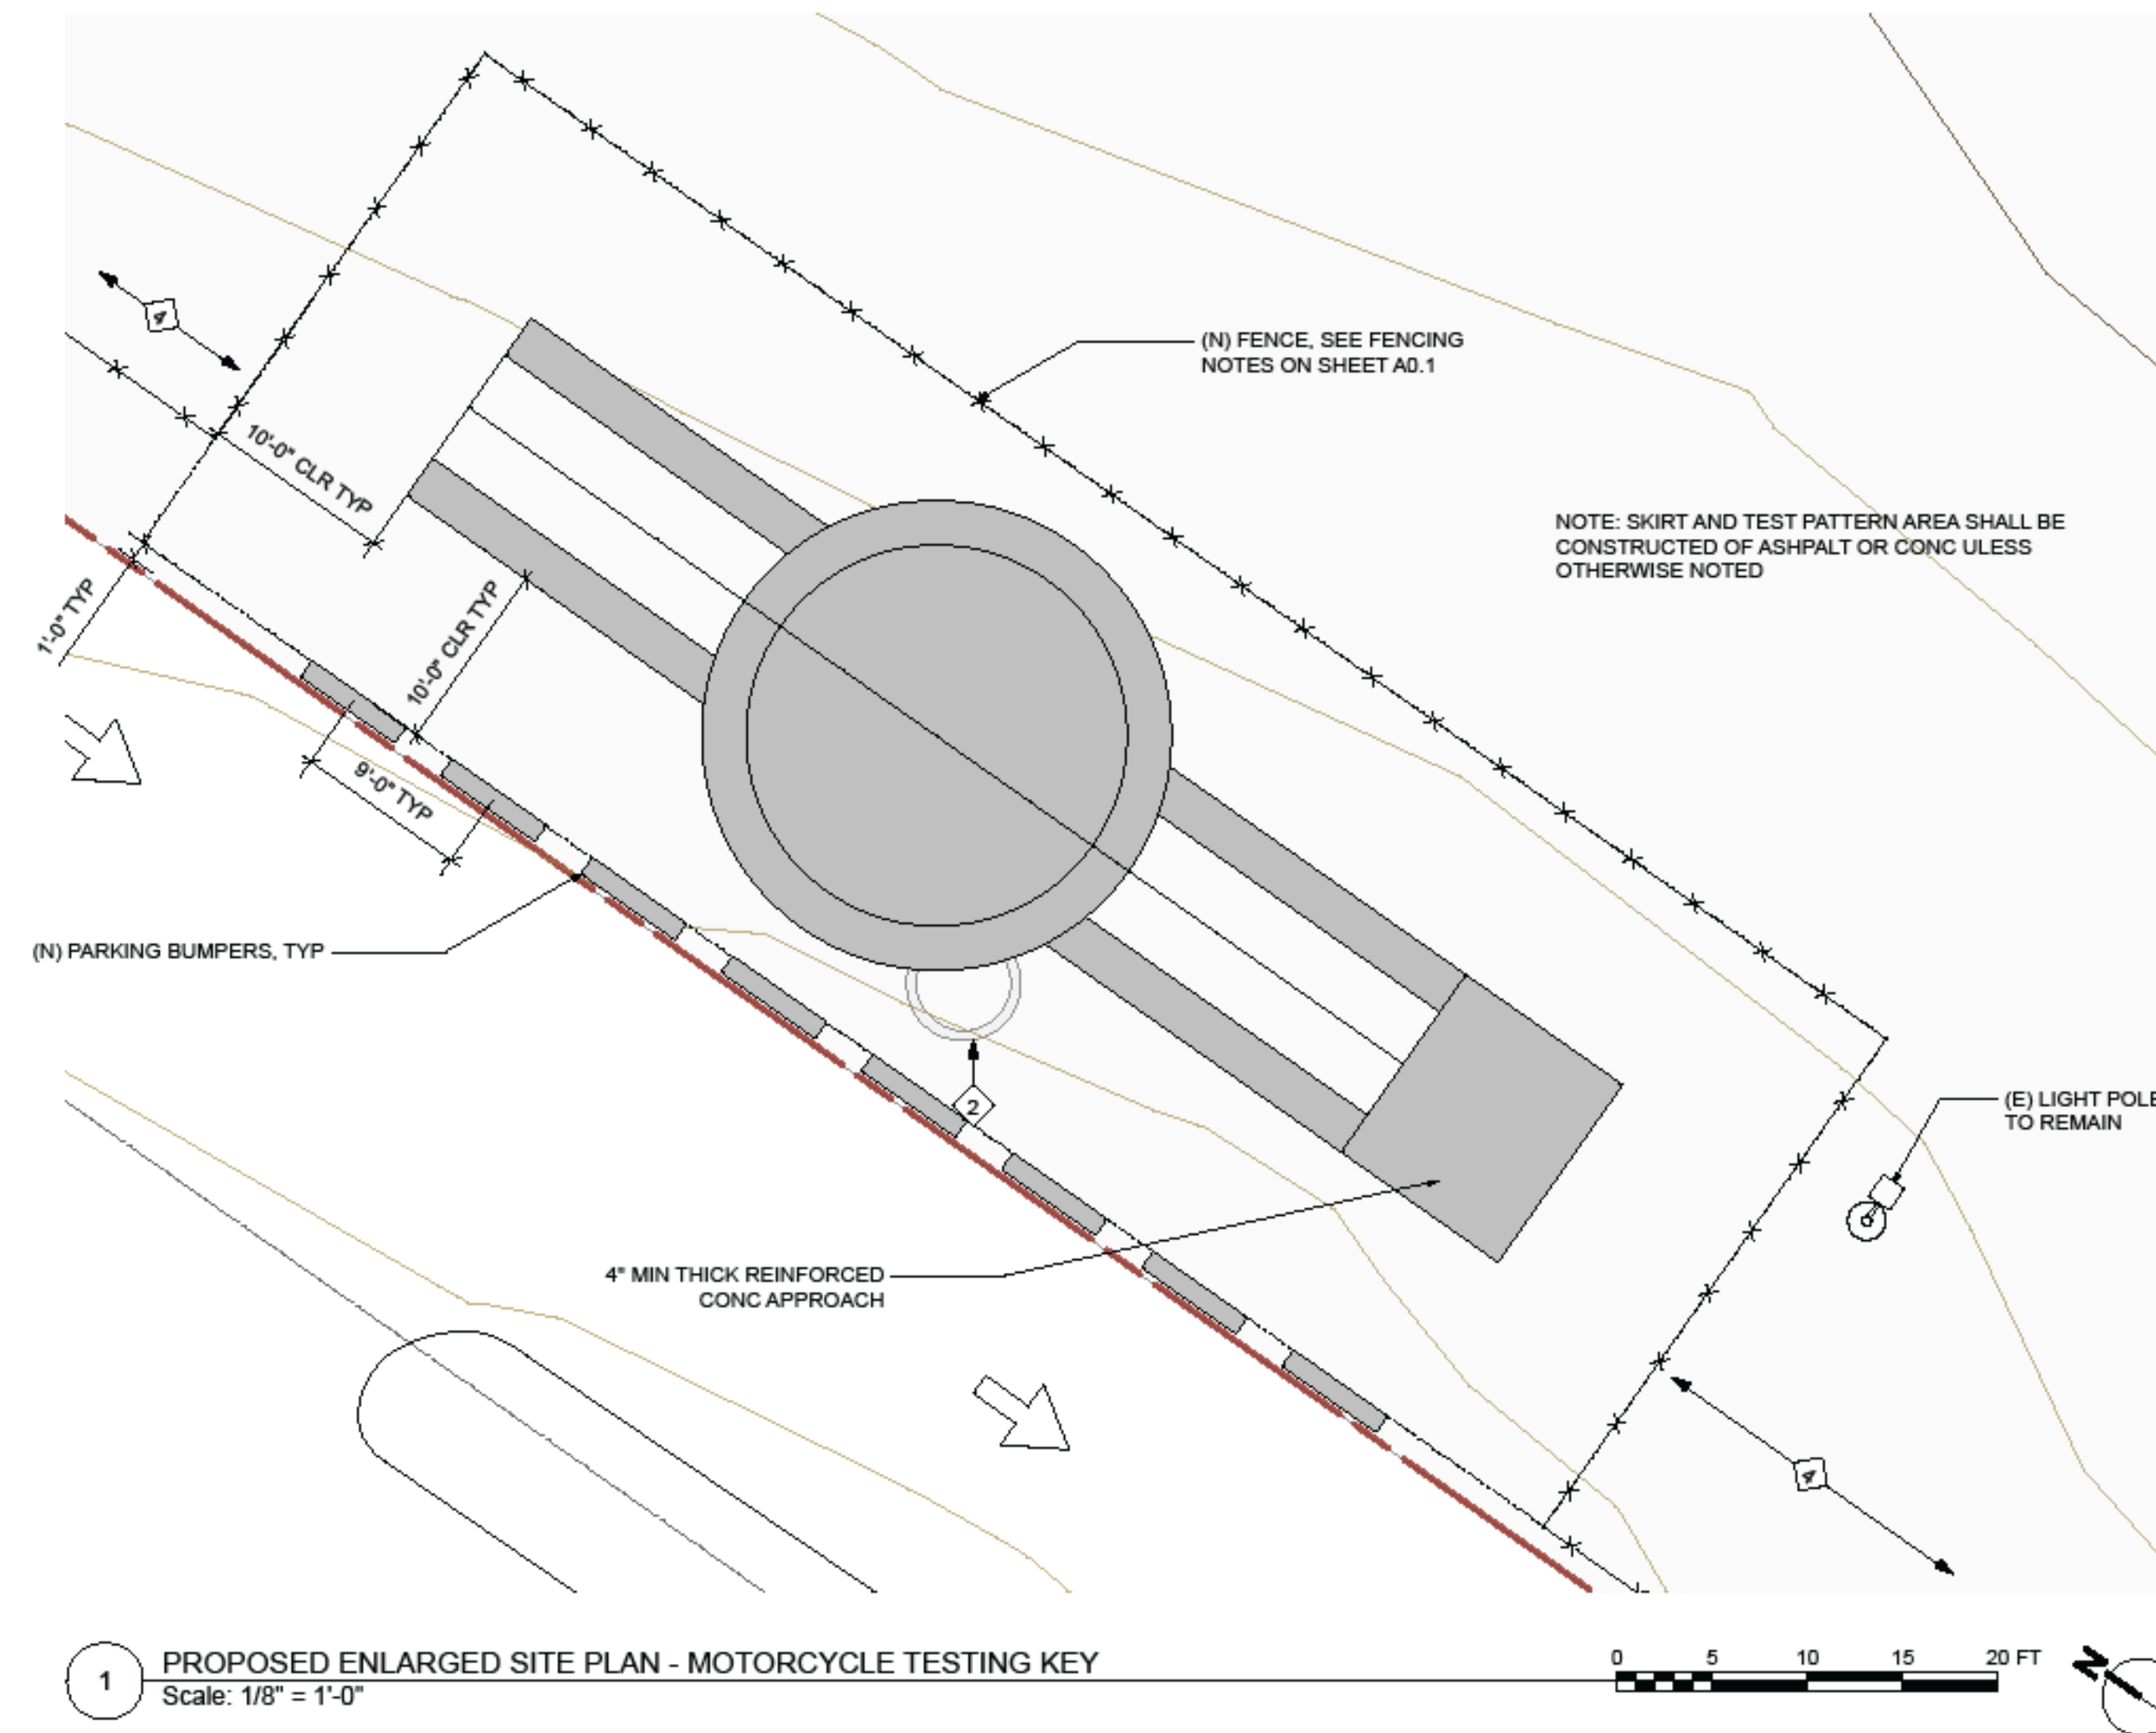 4
(N) FENCE, SEE FENCING
NOTES ON SHEET A0.1
10'-0" CLR TYP
NOTE: SKIRT AND TEST PATTERN AREA SHALL BE
CONSTRUCTED OF ASHPALT OR CONC ULESS
OTHERWISE NOTED
1'-0" TYP
10'-0" CLR TYP
9'-0" TYP
(N) PARKING BUMPERS, TYP
2
(E) LIGHT POLE
TO REMAIN
4" MIN THICK REINFORCED
CONC APPROACH
4
1
PROPOSED ENLARGED SITE PLAN - MOTORCYCLE TESTING KEY
Scale: 1/8" = 1'-0"
0 5 10 15 20 FT
N